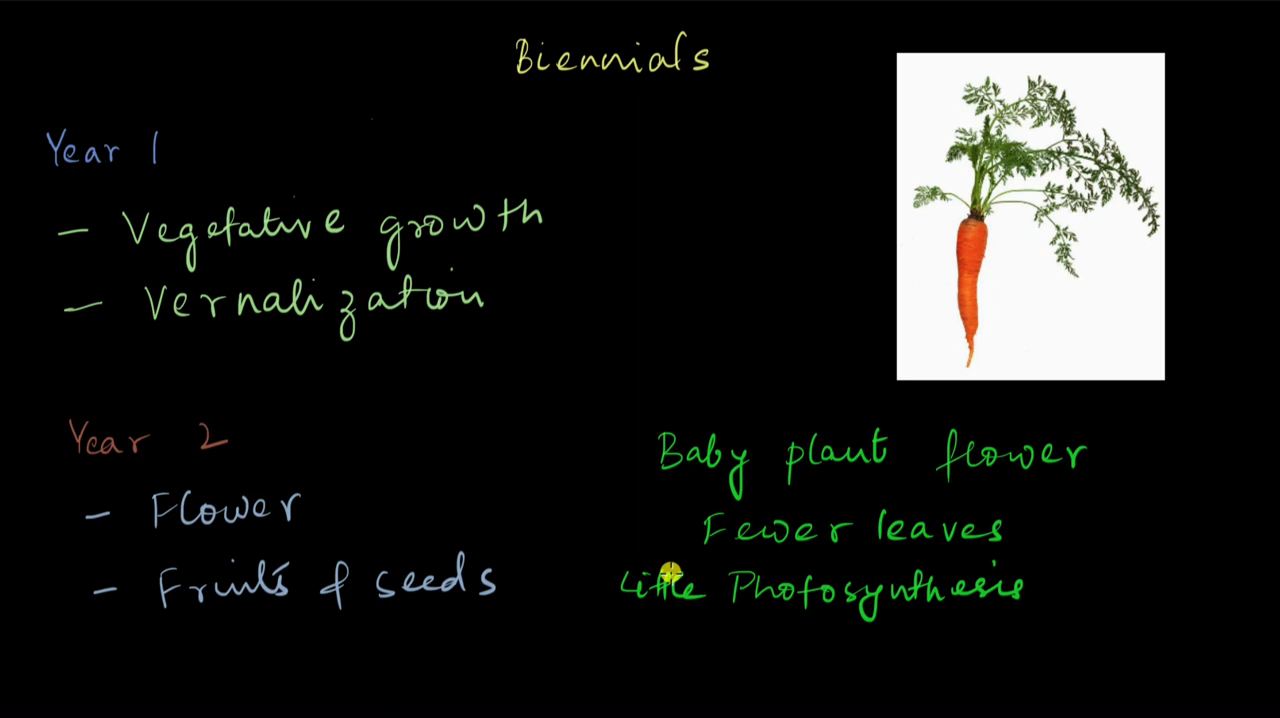 Biennials
Year 1
- Vegetative growth
- Vernalization
Year 2
- Flower
- Fruits & seeds
Baby plant flower
Fewer leaves
Little Photosynthesis